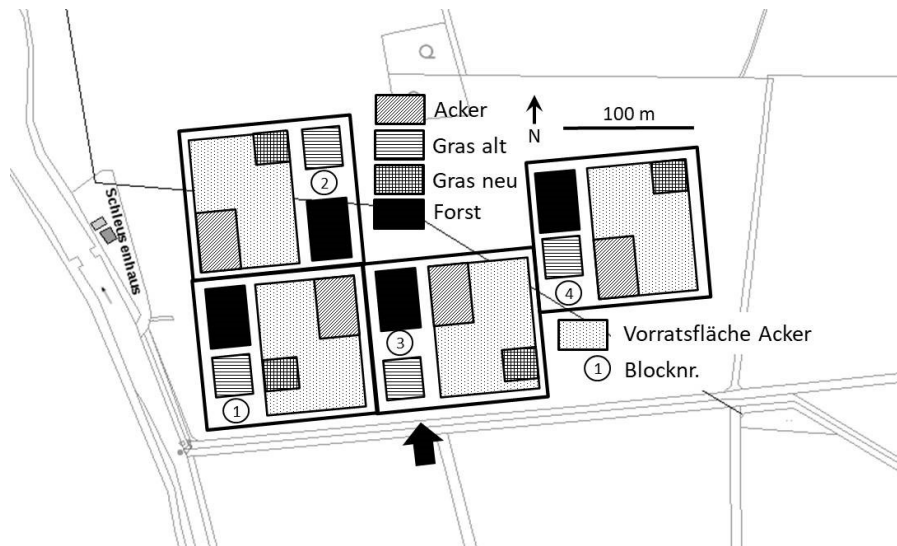 Acker
Gras alt
Gras neu
Forst
N
100 m
Schleusenhaus
2
4
3
1
Vorratsfläche Acker
1 Blocknr.